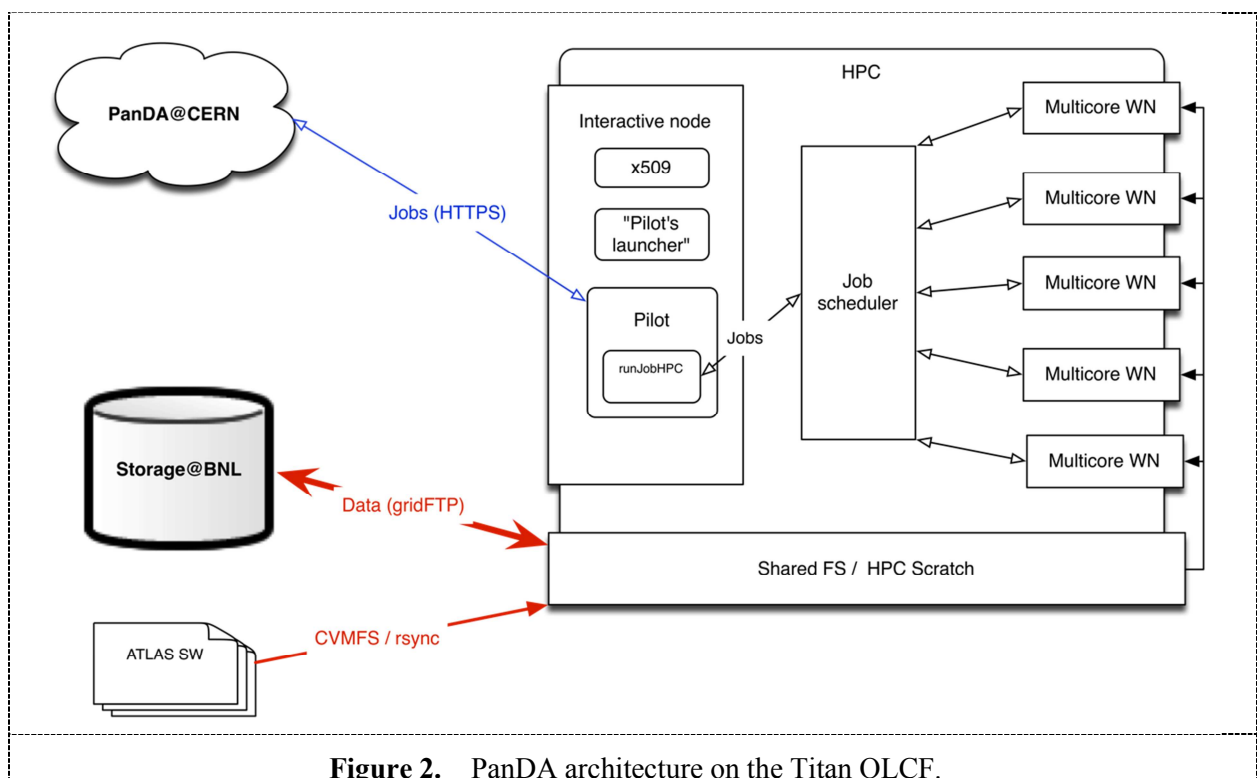 HPC
PanDA@CERN
Interactive node
x509
"Pilot's
launcher"
Jobs (HTTPS)
Pilot
runJobHPC
Jobs
Job
scheduler
Multicore WN
Multicore WN
Multicore WN
Multicore WN
Multicore WN
Storage@BNL
Data (gridFTP)
Shared FS / HPC Scratch
ATLAS SW
CVMFS / rsync
Figure 2. PanDA architecture on the Titan OLCF.